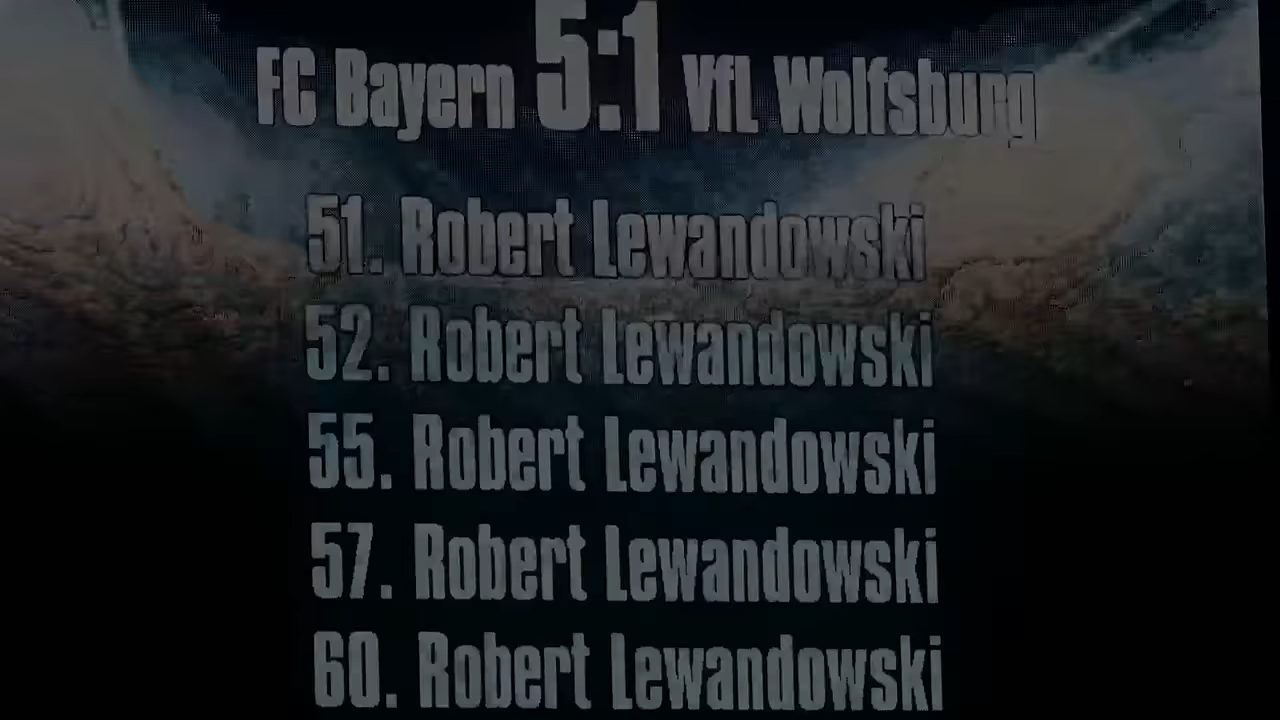 FC Bayern 5:1 VfL Wolfsburg
51. Robert Lewandowski
52. Robert Lewandowski
55. Robert Lewandowski
57. Robert Lewandowski
60. Robert Lewandowski